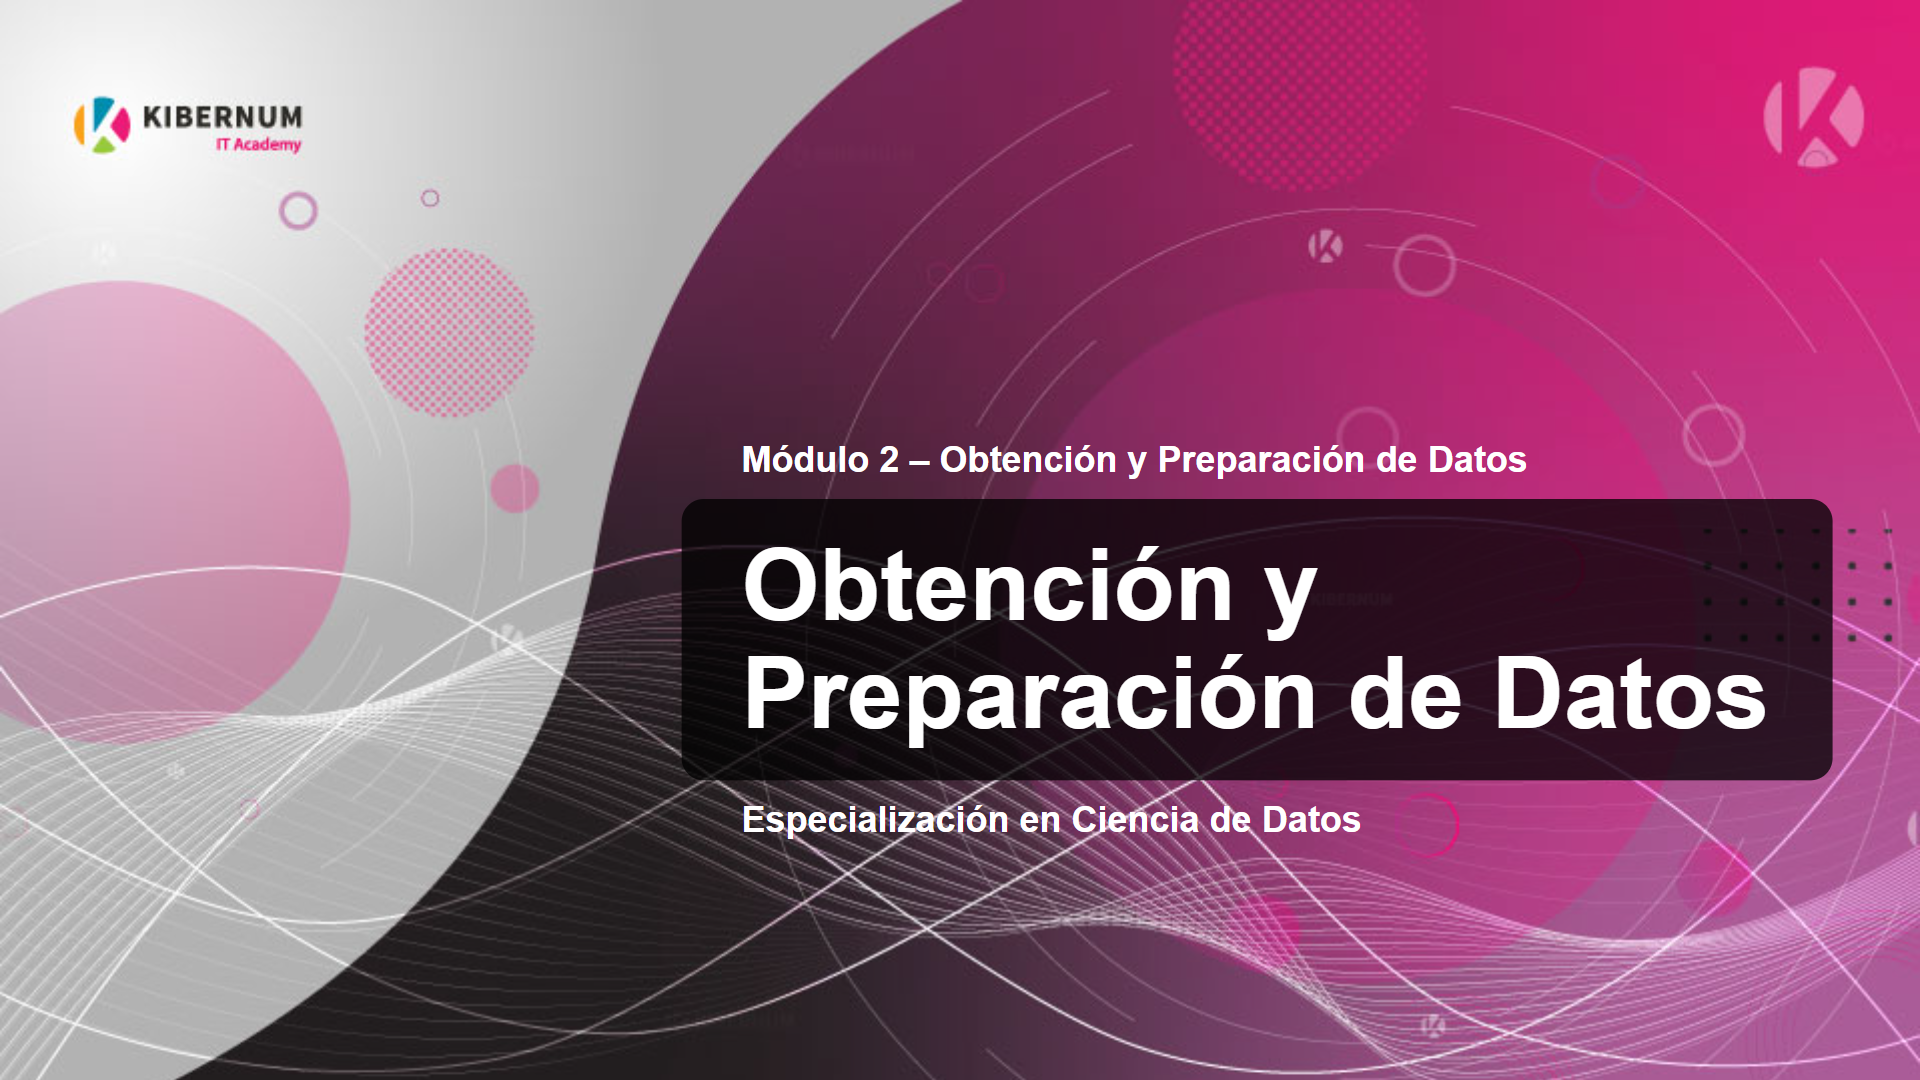 KIBERNUM
IT Academy
Módulo 2 – Obtención y Preparación de Datos
Obtención y
Preparación de Datos
Especialización en Ciencia de Datos